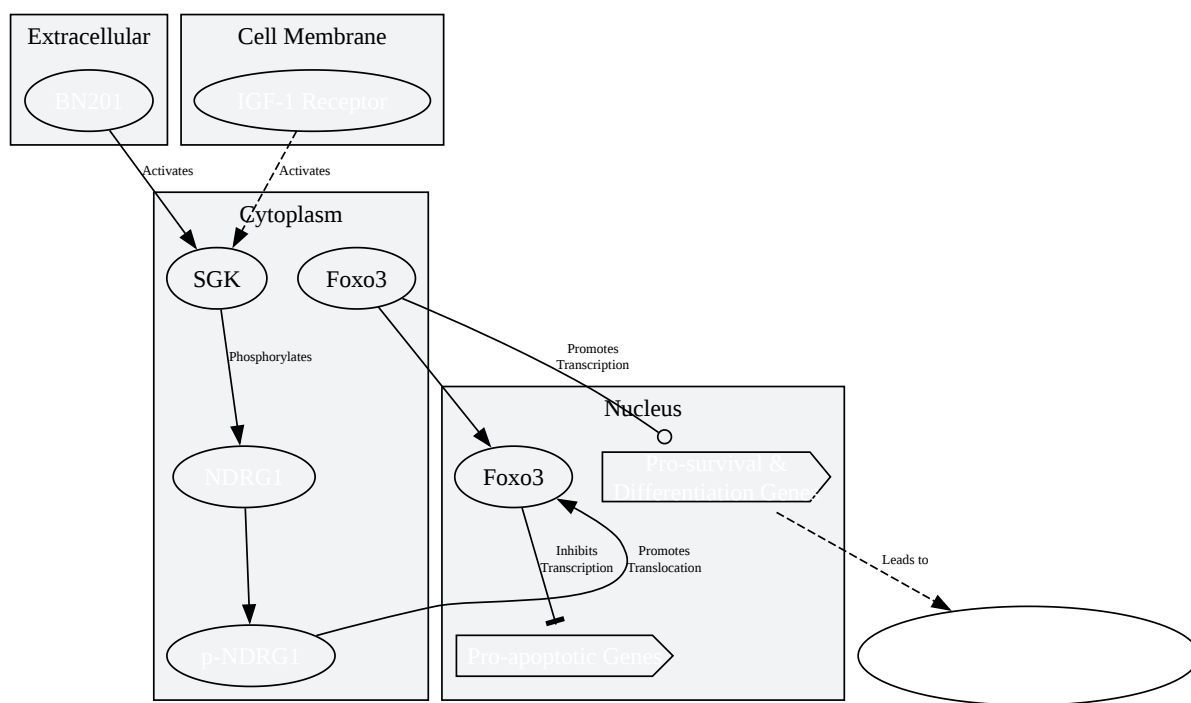 Extracellular
Cell Membrane
BN201
IGF-1 Receptor
Activates
Activates
Cytoplasm
SGK
Foxo3
Phosphorylates
Promotes
Transcription
Nucleus
NDRG1
Foxo3
Pro-survival &
Differentiation Genes
Inhibits
Transcription
Promotes
Translocation
Leads to
p-NDRG1
Pro-apoptotic Genes